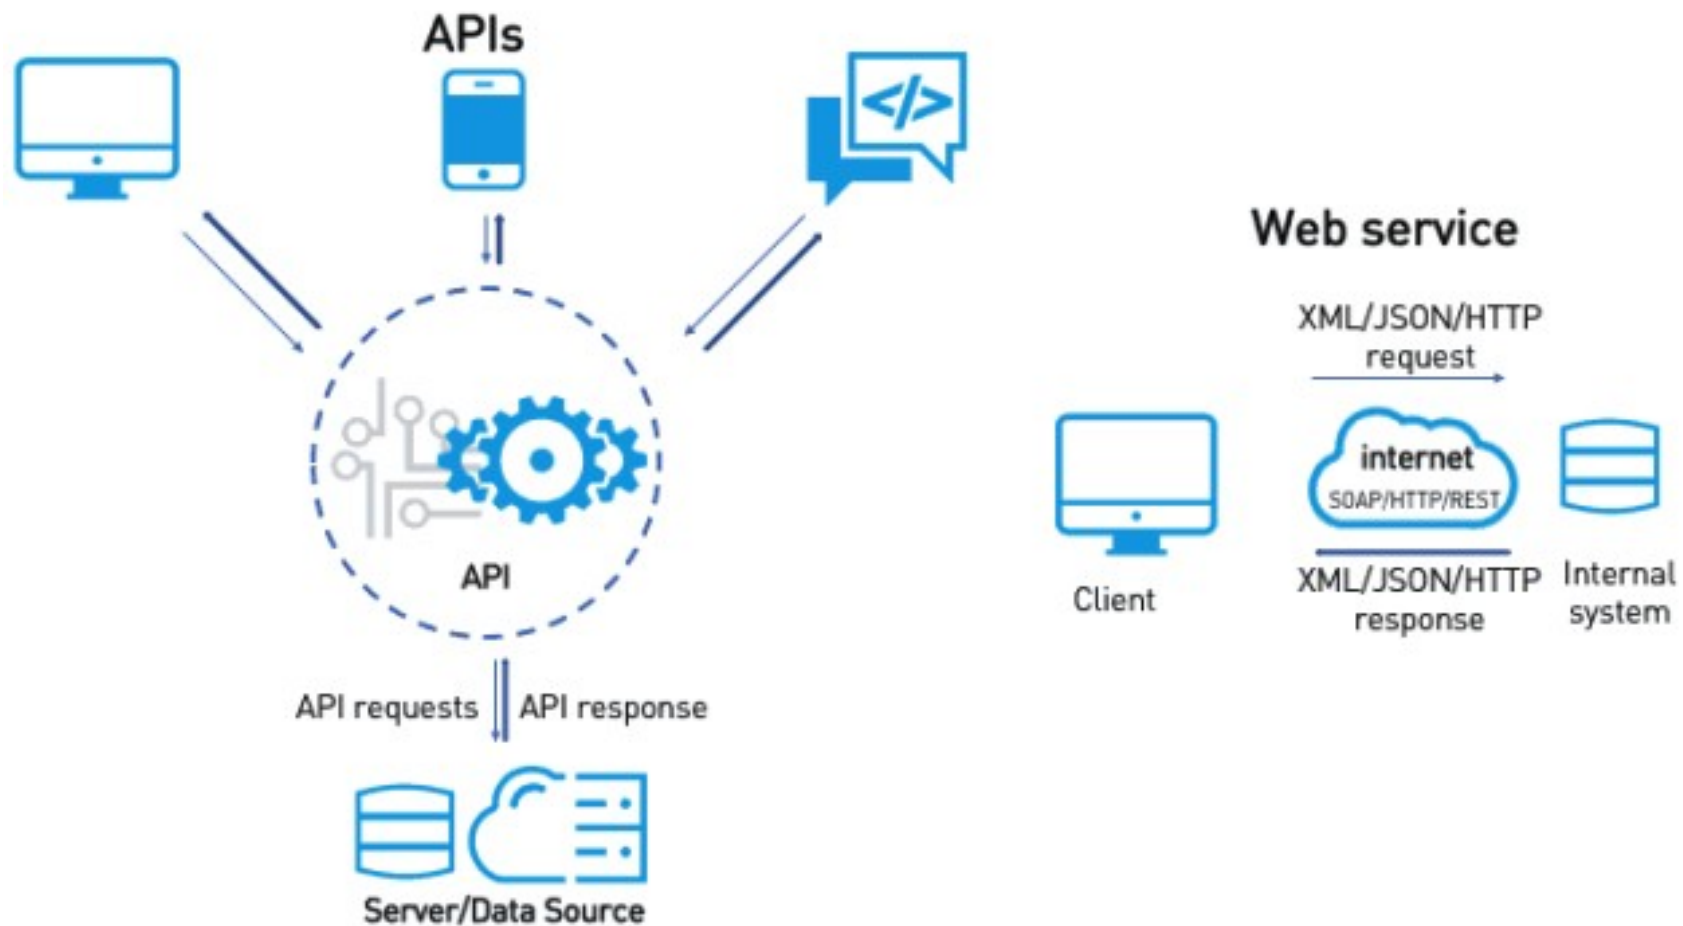 APIs
</>
API
API requests
API response
Server/Data Source
Web service
XML/JSON/HTTP
request
internet
SOAP/HTTP/REST
XML/JSON/HTTP
response
Client
Internal
system